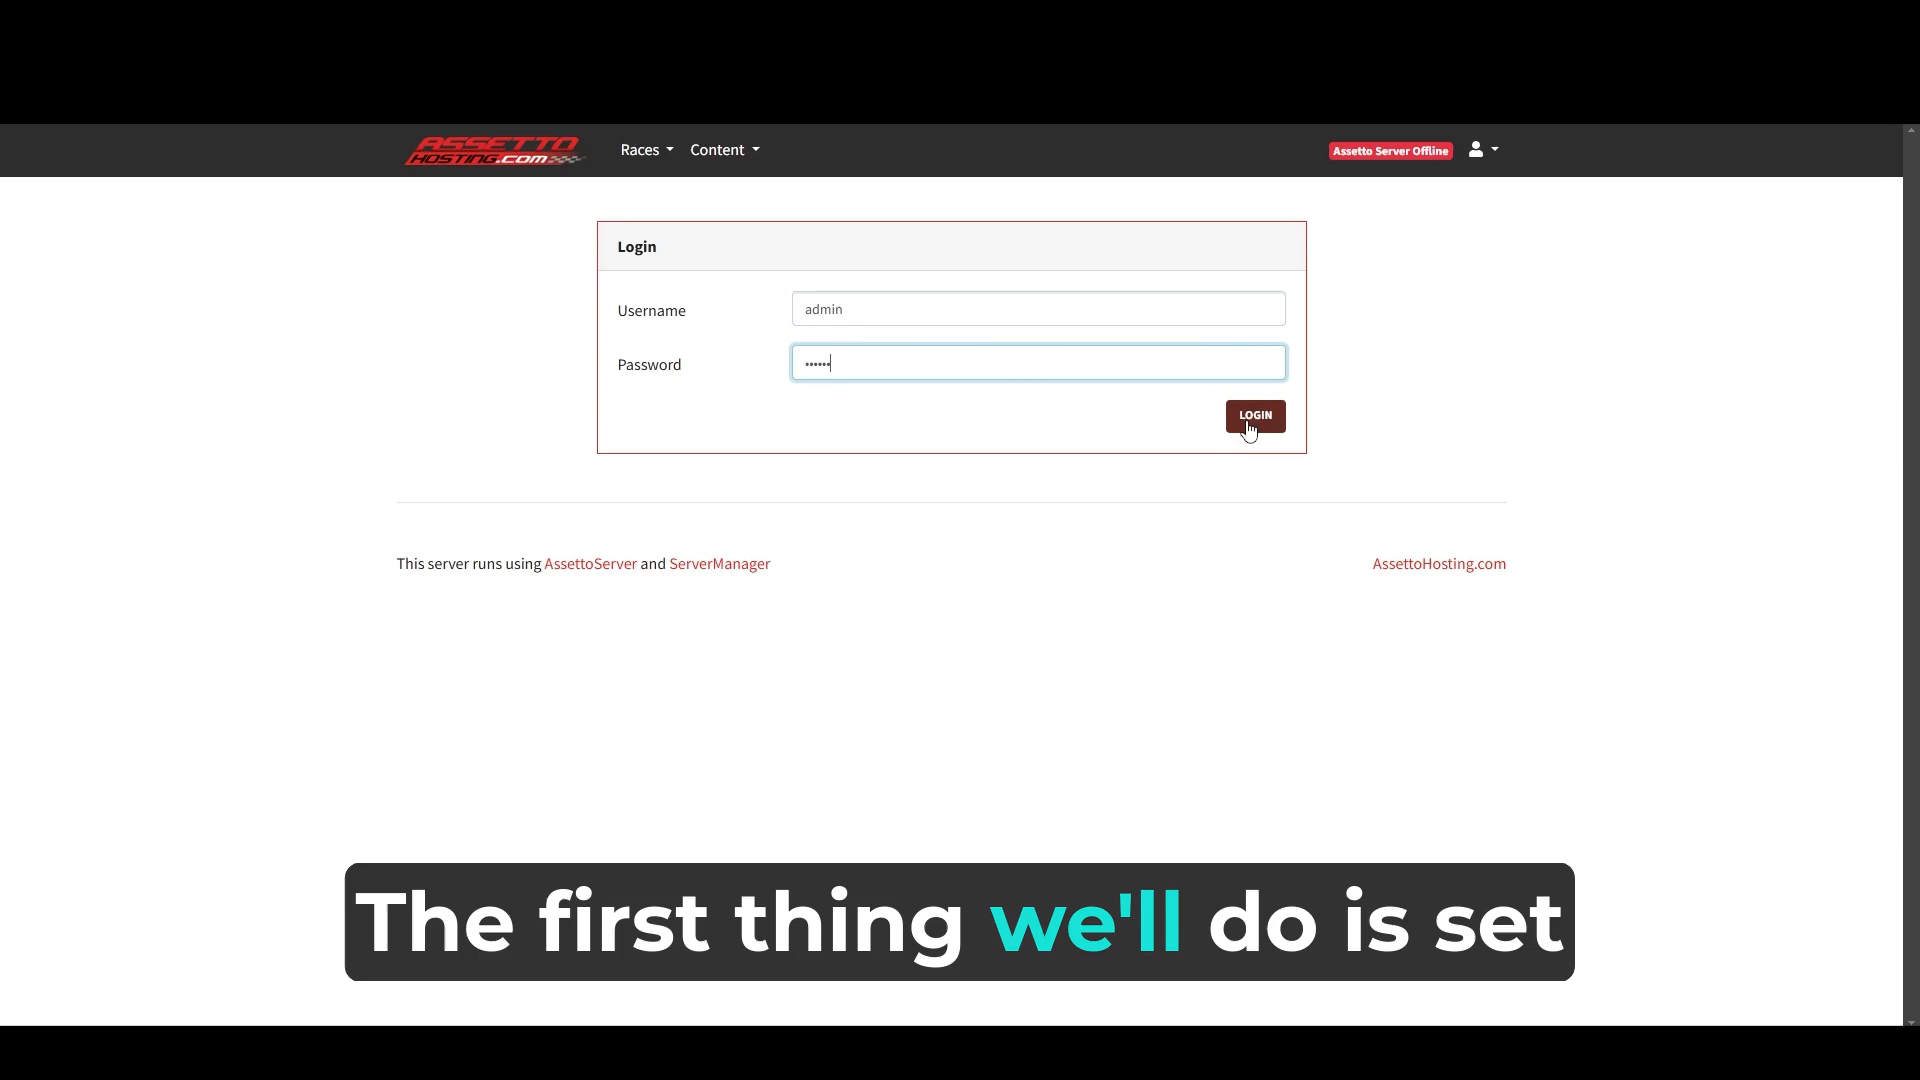 ASSETTO
HOSTING.COM
Races
Content
Assetto Server Offline
Login
Username
admin
Password
••••••
LOGIN
This server runs using AssettoServer and ServerManager
AssettoHosting.com
The first thing we'll do is set